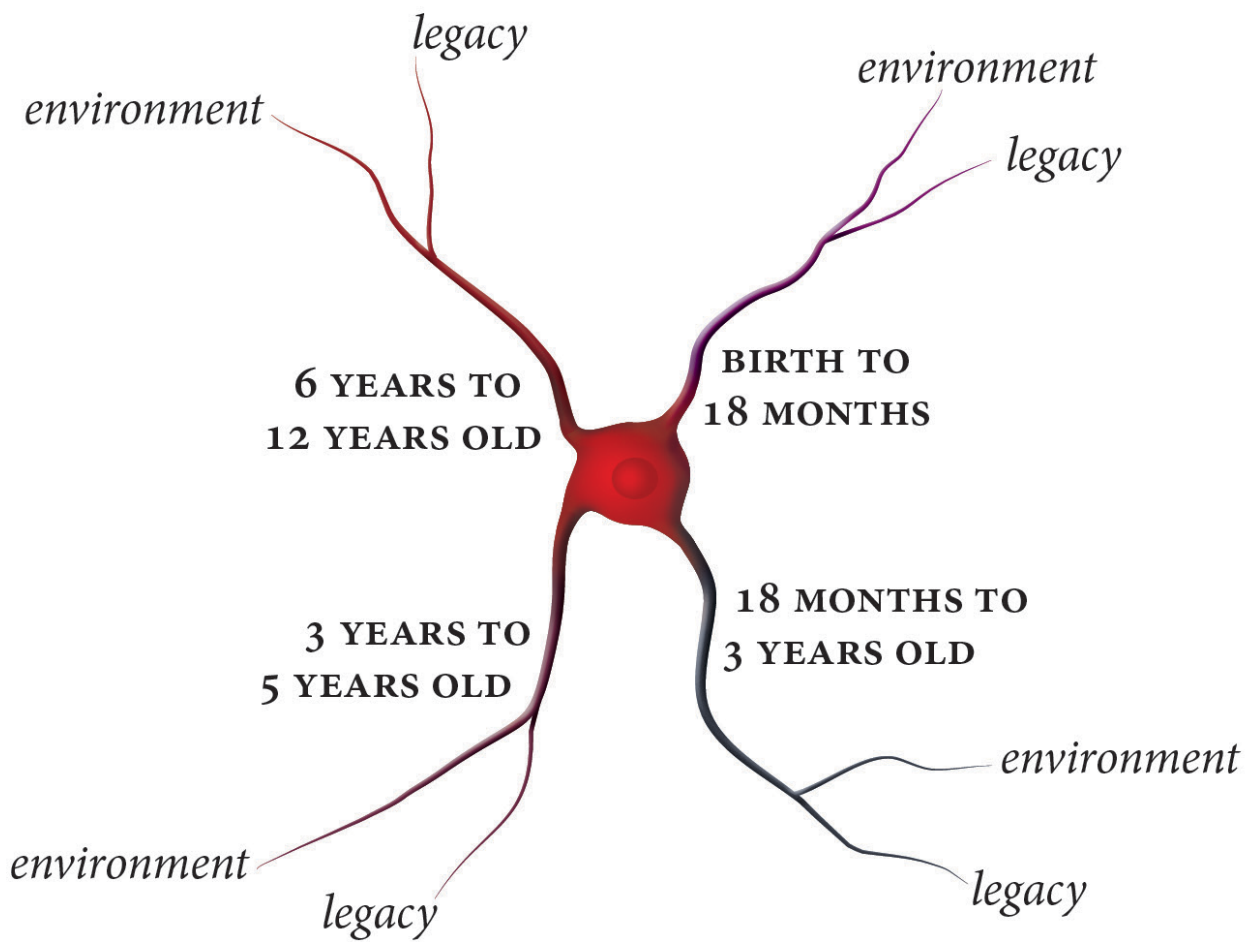 legacy
environment
environment
legacy
6 YEARS TO
12 YEARS OLD
BIRTH TO
18 MONTHS
3 YEARS TO
5 YEARS OLD
18 MONTHS TO
3 YEARS OLD
environment
legacy
environment
legacy